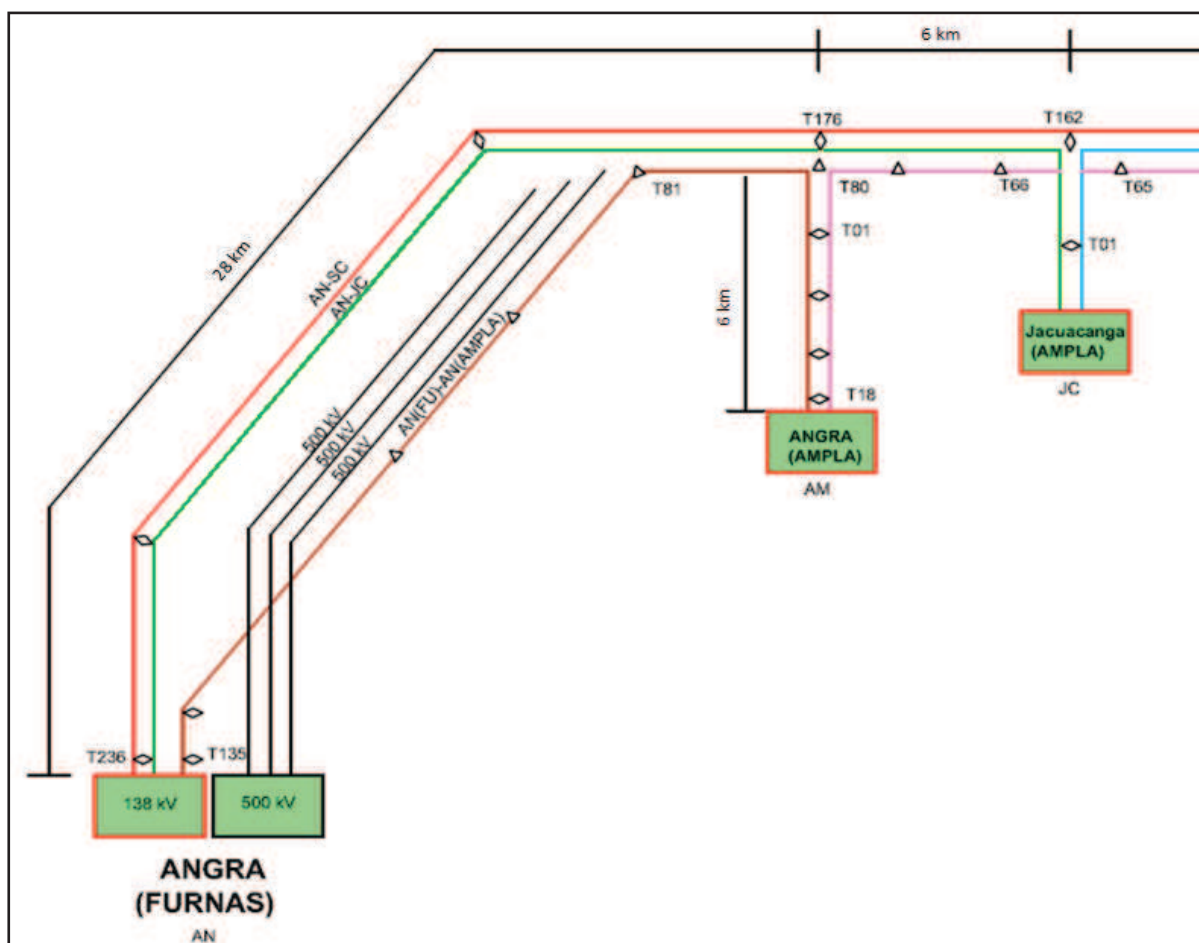 6 km
T176
T162
T81
T80
T66
T65
28 km
AN-SC
AN-JC
T01
T01
6 km
AN(FU)-AN(AMPLA)
500 kV
500 kV
500 kV
Jacuacanga
(AMPLA)
JC
T18
ANGRA
(AMPLA)
AM
T236
T135
138 kV
500 kV
ANGRA
(FURNAS)
AN